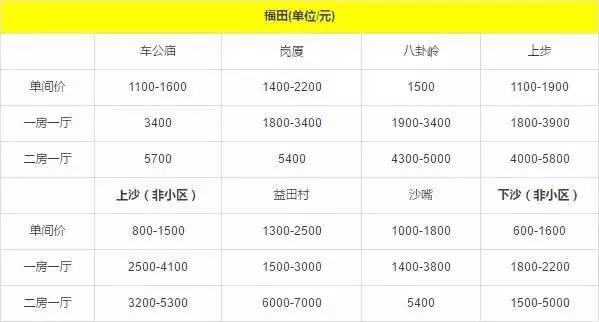 福田(单位/元)
车公庙 岗厦 八卦岭 上步
单间价 1100-1600 1400-2200 1500 1100-1900
一房一厅 3400 1800-3400 1900-3400 1800-3900
二房一厅 5700 5400 4300-5000 4000-5800
上沙（非小区） 益田村 沙嘴 下沙（非小区）
单间价 800-1500 1300-2500 1000-1800 600-1600
一房一厅 2500-4100 1500-3000 1400-3800 1800-2200
二房一厅 3200-5300 6000-7000 5400 1500-5000